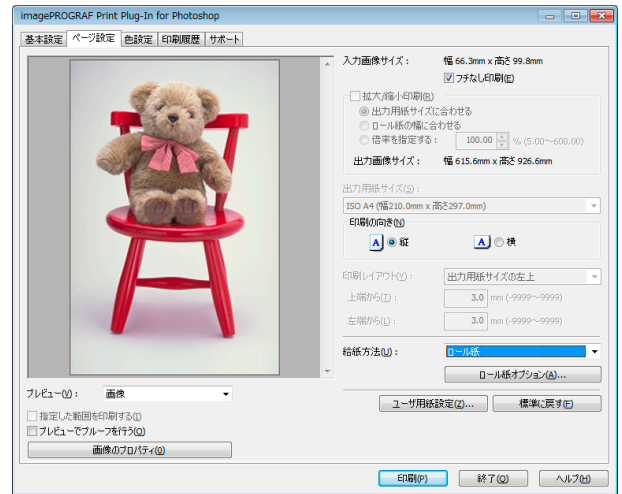 imagePROGRAF Print Plug-In for Photoshop
基本設定 ページ設定 色設定 印刷履歴 サポート
入力画像サイズ： 幅 66.3mm x 高さ 99.8mm
フチなし印刷(E)
拡大/縮小印刷(R)
出力用紙サイズに合わせる
ロール紙の幅に合わせる
倍率を指定する： 100.00 % (5.00～600.00)
出力画像サイズ： 幅 615.6mm x 高さ 926.6mm
出力用紙サイズ(S)：
ISO A4 (幅210.0mm x 高さ297.0mm)
印刷の向き(N)
A 縦 A 横
印刷レイアウト(Y)： 出力用紙サイズの左上
上端から(T)： 3.0 mm (-9999～9999)
左端から(L)： 3.0 mm (-9999～9999)
給紙方法(U)： ロール紙
ロール紙オプション(A)...
プレビュー(V)： 画像
ユーザ用紙設定(Z)... 標準に戻す(F)
指定した範囲を印刷する(I)
プレビューでプルーフを行う(O)
画像のプロパティ(0)
印刷(P) 終了(Q) ヘルプ(H)